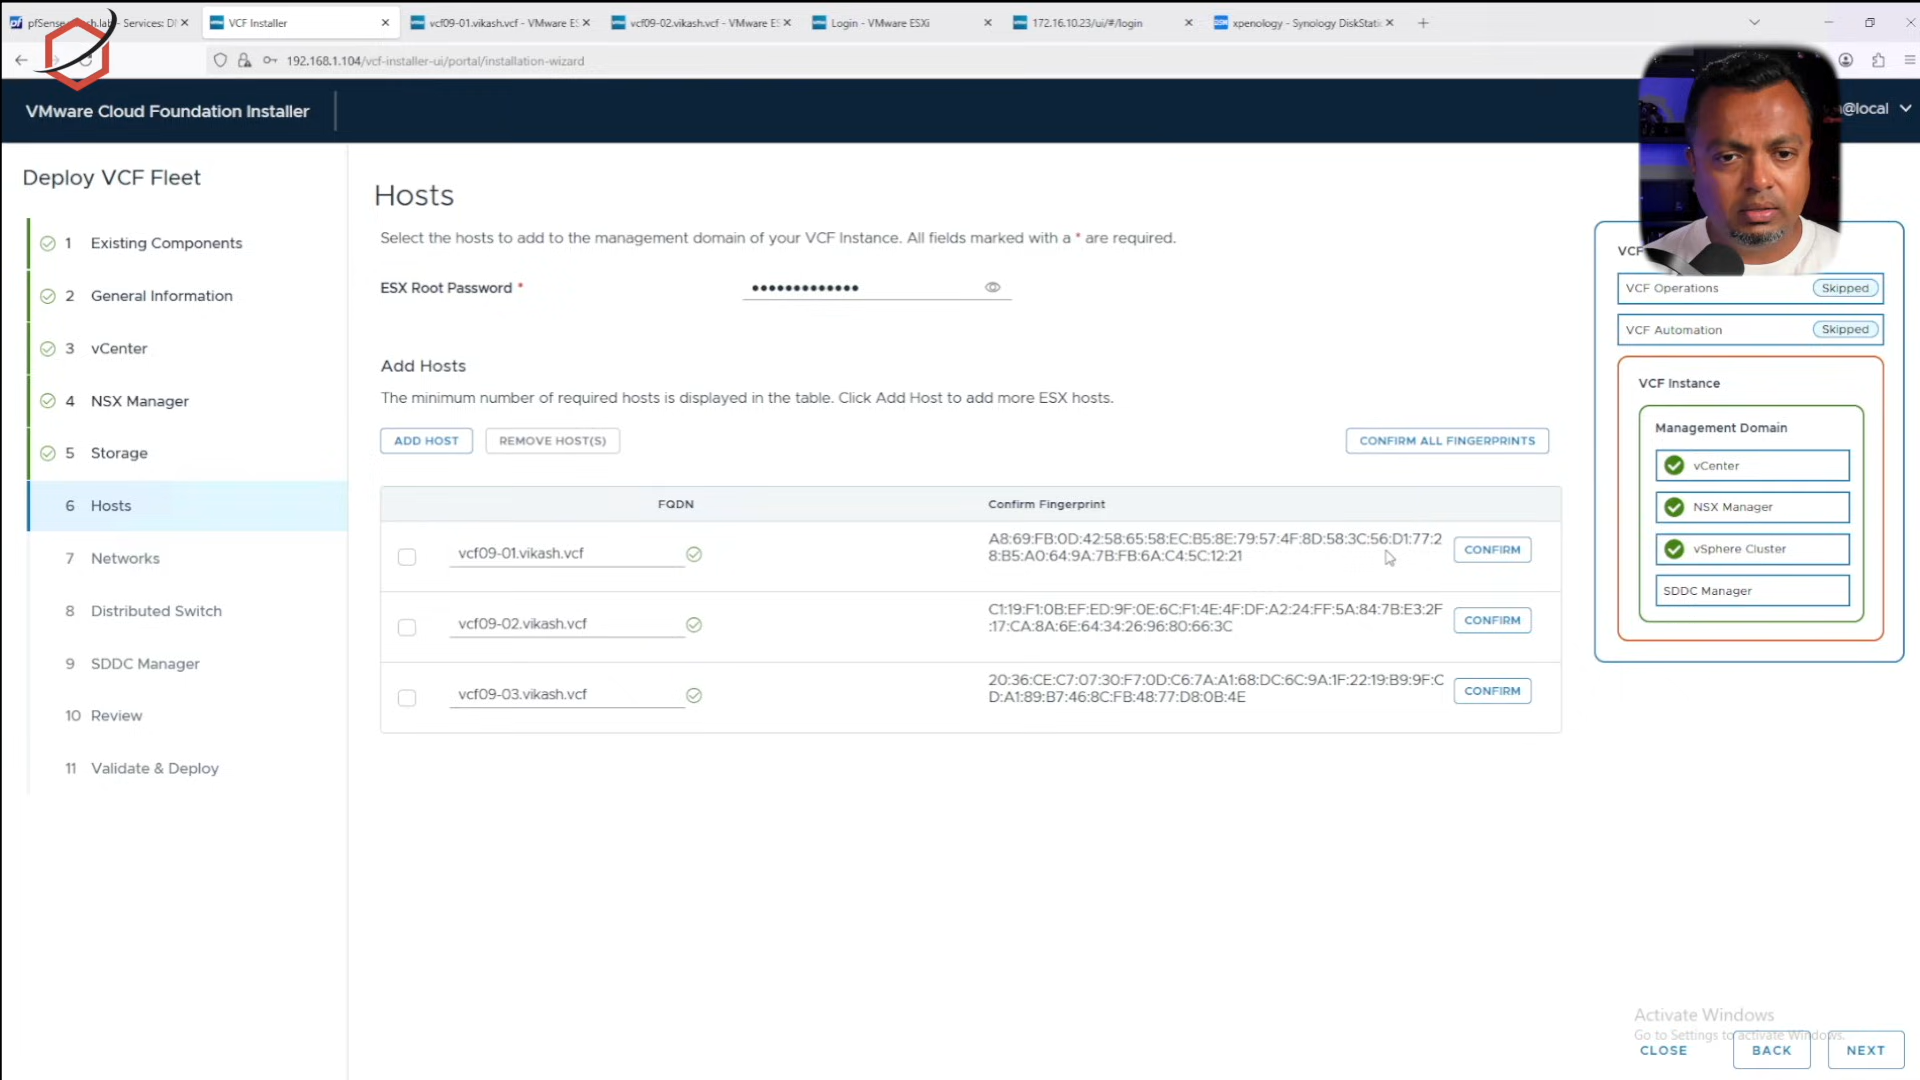 pfSense
Services: DN
VCF Installer
vcf09-01.vikash.vcf - VMware ES
vcf09-02.vikash.vcf - VMware ES
Login - VMware ESXi
172.16.10.23/ui/#/login
xpenology - Synology DiskStatio
192.168.1.104/vcf-installer-ui/portal/installation-wizard
VMware Cloud Foundation Installer
@local
Deploy VCF Fleet
1 Existing Components
2 General Information
3 vCenter
4 NSX Manager
5 Storage
6 Hosts
7 Networks
8 Distributed Switch
9 SDDC Manager
10 Review
11 Validate & Deploy
Hosts
Select the hosts to add to the management domain of your VCF Instance. All fields marked with a * are required.
ESX Root Password *
•••••••••••••
Add Hosts
The minimum number of required hosts is displayed in the table. Click Add Host to add more ESX hosts.
ADD HOST REMOVE HOST(S) CONFIRM ALL FINGERPRINTS
FQDN Confirm Fingerprint
vcf09-01.vikash.vcf
A8:69:FB:0D:42:58:65:58:EC:B5:8E:79:57:4F:8D:58:3C:56:D1:77:2
8:B5:A0:64:9A:7B:FB:6A:C4:5C:12:21
CONFIRM
vcf09-02.vikash.vcf
C1:19:F1:0B:EF:ED:9F:0E:6C:F1:4E:4F:DF:A2:24:FF:5A:84:7B:E3:2F
:17:CA:8A:6E:64:34:26:96:80:66:3C
CONFIRM
vcf09-03.vikash.vcf
20:36:CE:C7:07:30:F7:0D:C6:7A:A1:68:DC:6C:9A:1F:22:19:B9:9F:C
D:A1:89:B7:46:8C:FB:48:77:D8:0B:4E
CONFIRM
VCF
VCF Operations Skipped
VCF Automation Skipped
VCF Instance
Management Domain
vCenter
NSX Manager
vSphere Cluster
SDDC Manager
Activate Windows
Go to Settings to activate Windows.
CLOSE BACK NEXT